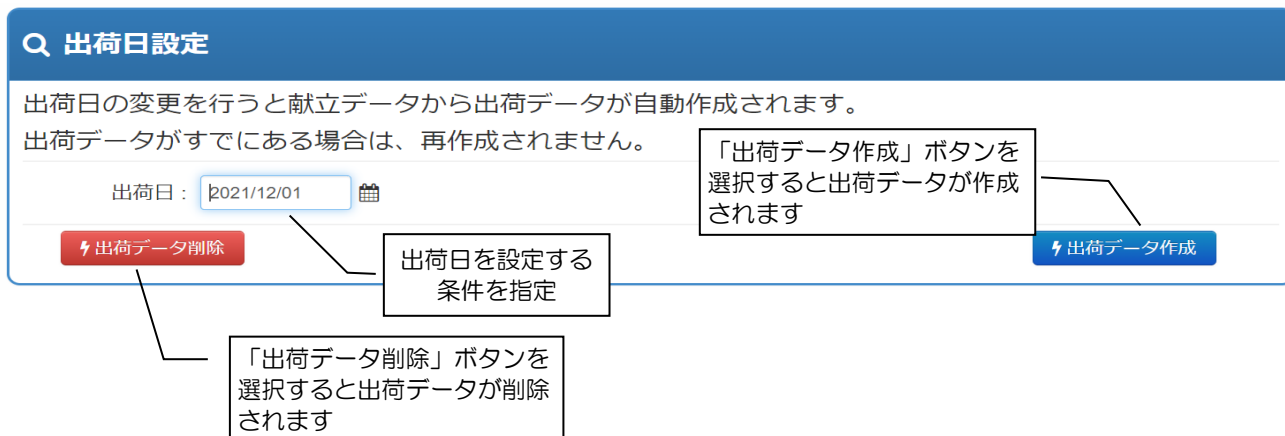 出荷日設定
出荷日の変更を行うと献立データから出荷データが自動作成されます。
出荷データがすでにある場合は、再作成されません。
「出荷データ作成」ボタンを
選択すると出荷データが作成
されます
出荷日： 2021/12/01
出荷データ削除
出荷データ作成
出荷日を設定する
条件を指定
「出荷データ削除」ボタンを
選択すると出荷データが削除
されます